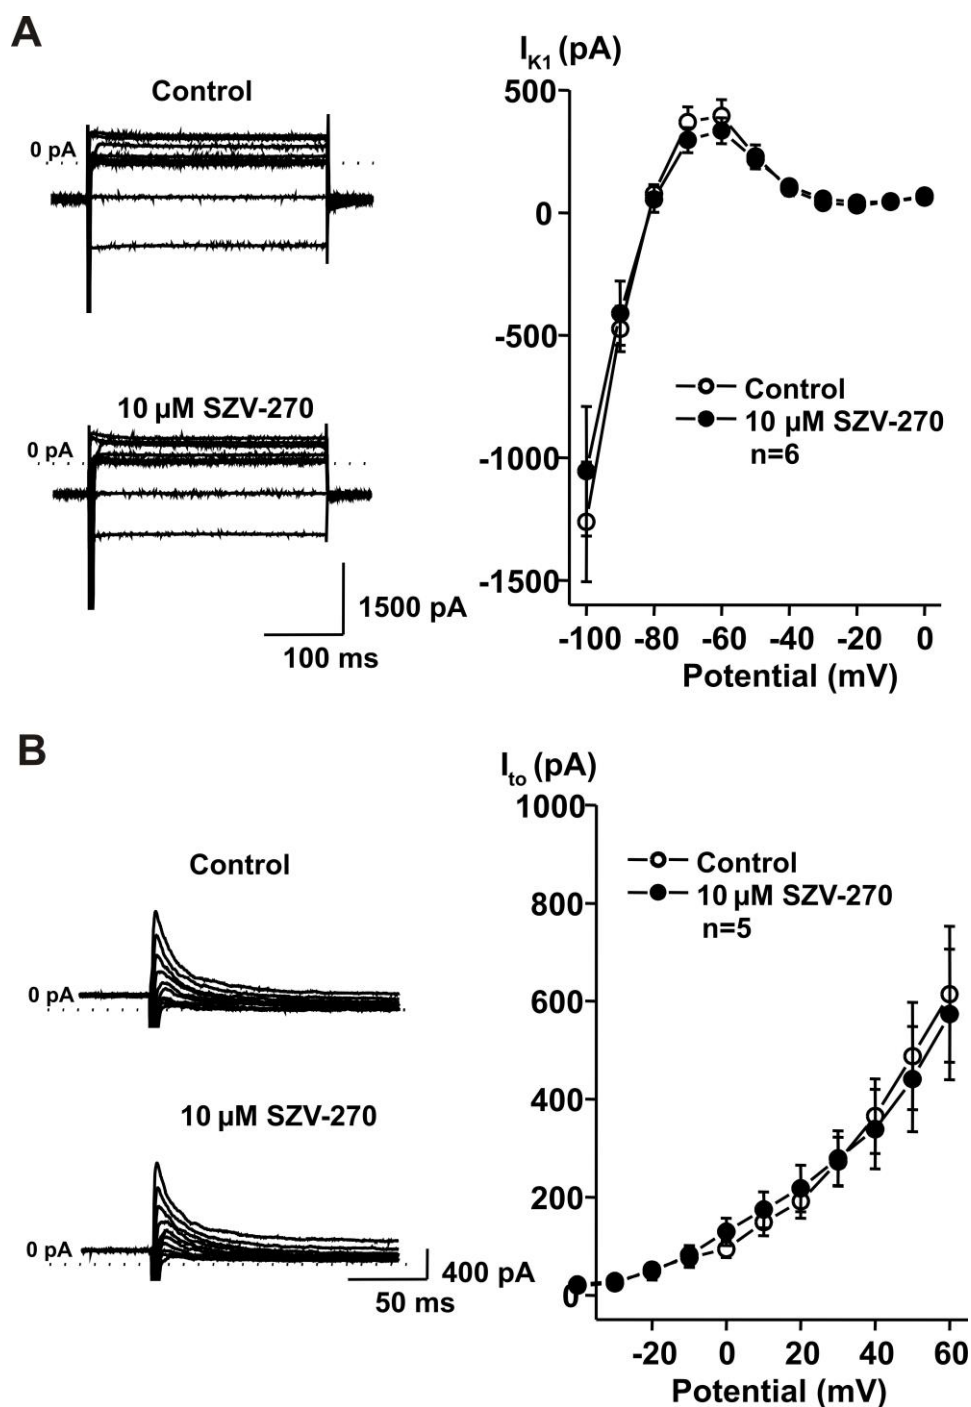 A
Control
0 pA
10 µM SZV-270
0 pA
1500 pA
100 ms
I_K1 (pA)
500
0
-500
-1000
-1500
Control
10 µM SZV-270
n=6
-100 -80 -60 -40 -20 0
Potential (mV)
B
Control
0 pA
10 µM SZV-270
0 pA
400 pA
50 ms
I_to (pA)
1000
800
600
400
200
0
Control
10 µM SZV-270
n=5
-20 0 20 40 60
Potential (mV)